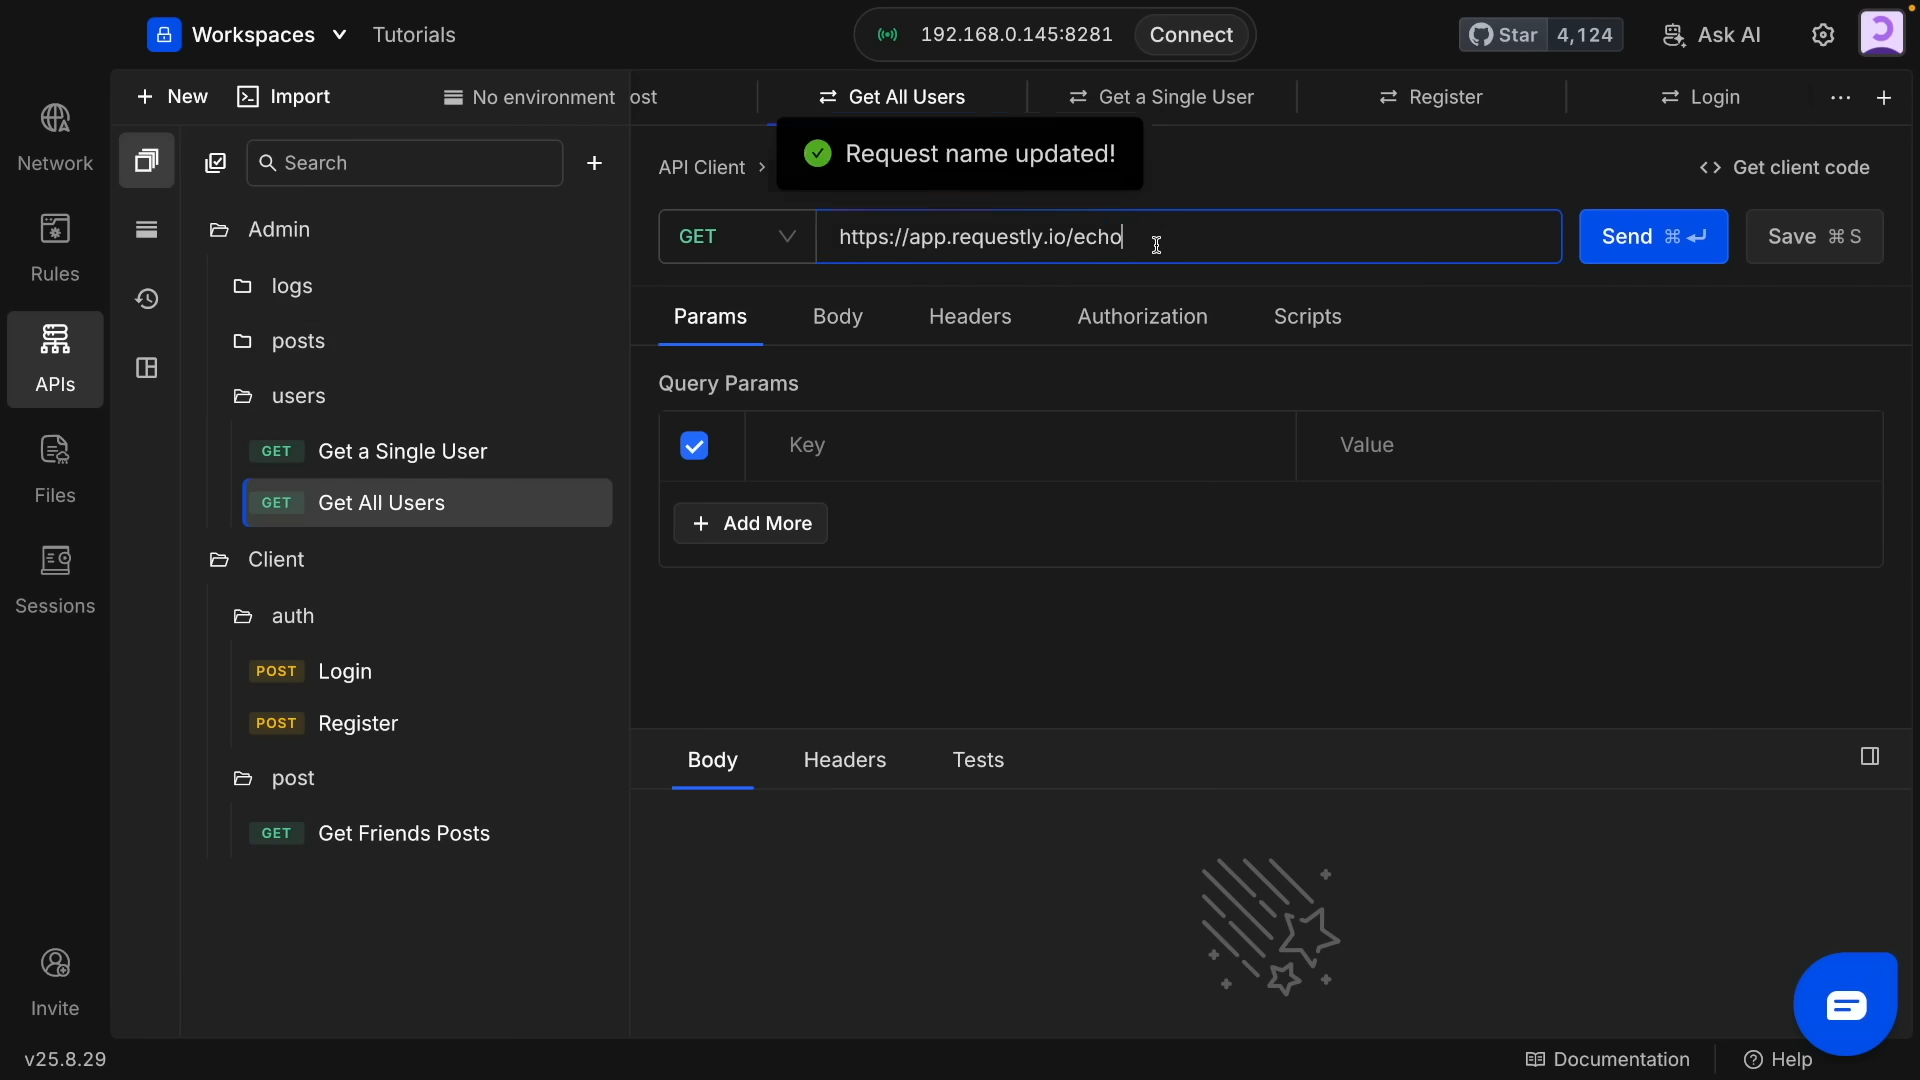 Workspaces
Tutorials
192.168.0.145:8281
Connect
Star 4,124
Ask AI
Network
Rules
APIs
Files
Sessions
Invite
v25.8.29
New
Import
No environment
Search
Admin
logs
posts
users
GET Get a Single User
GET Get All Users
Client
auth
POST Login
POST Register
post
GET Get Friends Posts
ost
Get All Users
Get a Single User
Register
Login
API Client >
Request name updated!
<> Get client code
GET
https://app.requestly.io/echo
Send ⌘ ↵
Save ⌘ S
Params
Body
Headers
Authorization
Scripts
Query Params
Key
Value
+ Add More
Body
Headers
Tests
Documentation
Help